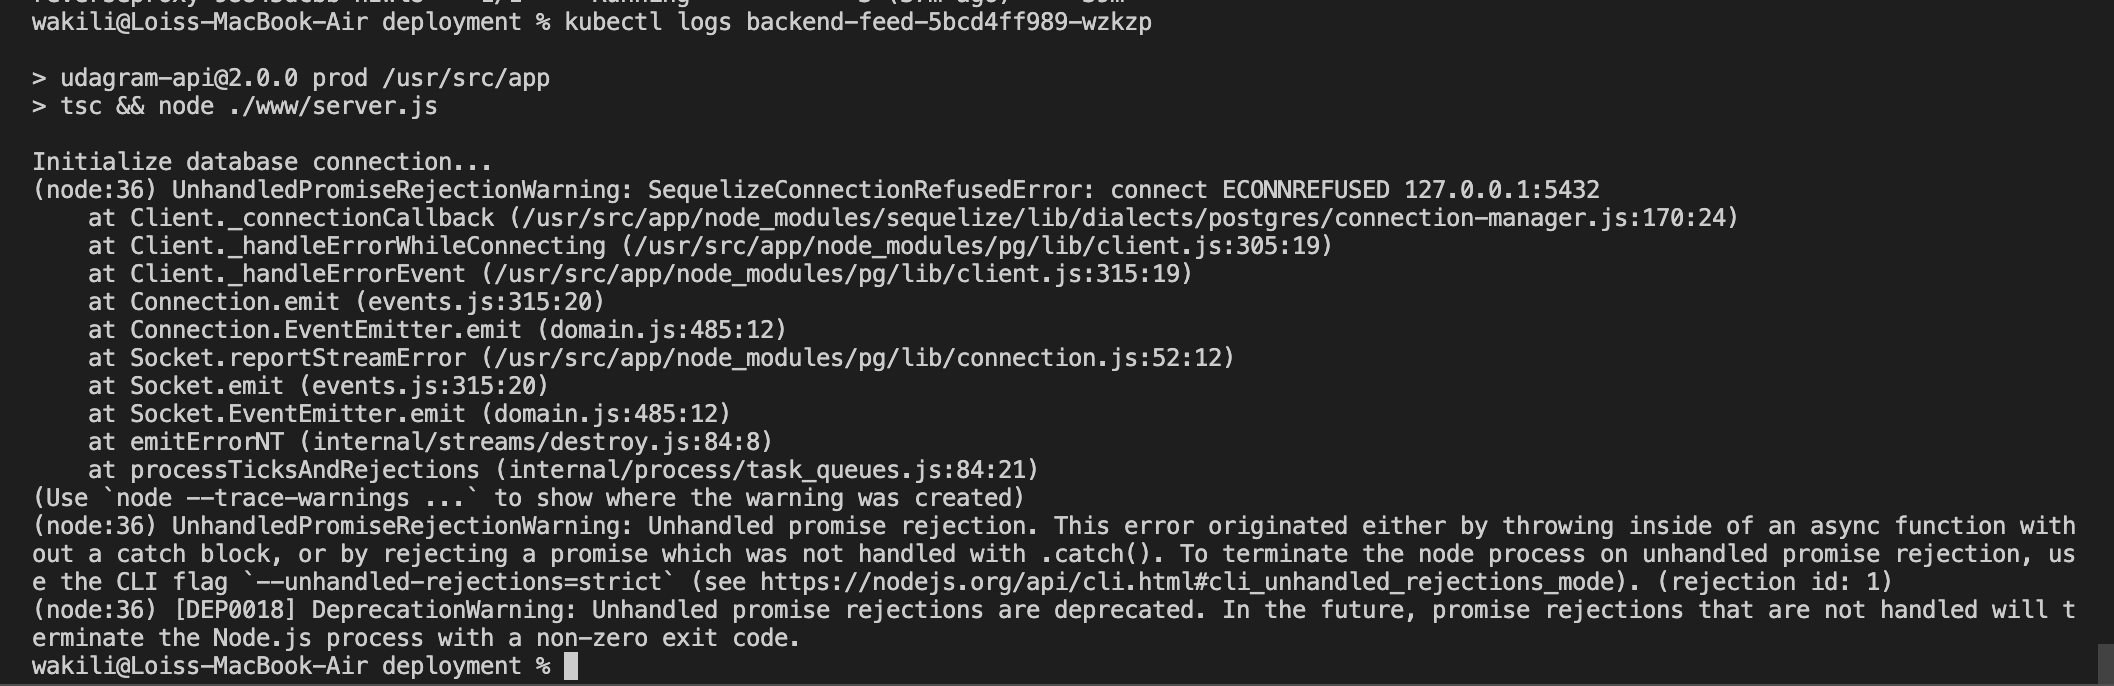 wakili@Loiss-MacBook-Air deployment % kubectl logs backend-feed-5bcd4ff989-wzkzp
> udagram-api@2.0.0 prod /usr/src/app
> tsc && node ./www/server.js
Initialize database connection...
(node:36) UnhandledPromiseRejectionWarning: SequelizeConnectionRefusedError: connect ECONNREFUSED 127.0.0.1:5432
    at Client._connectionCallback (/usr/src/app/node_modules/sequelize/lib/dialects/postgres/connection-manager.js:170:24)
    at Client._handleErrorWhileConnecting (/usr/src/app/node_modules/pg/lib/client.js:305:19)
    at Client._handleErrorEvent (/usr/src/app/node_modules/pg/lib/client.js:315:19)
    at Connection.emit (events.js:315:20)
    at Connection.EventEmitter.emit (domain.js:485:12)
    at Socket.reportStreamError (/usr/src/app/node_modules/pg/lib/connection.js:52:12)
    at Socket.emit (events.js:315:20)
    at Socket.EventEmitter.emit (domain.js:485:12)
    at emitErrorNT (internal/streams/destroy.js:84:8)
    at processTicksAndRejections (internal/process/task_queues.js:84:21)
(Use `node --trace-warnings ...` to show where the warning was created)
(node:36) UnhandledPromiseRejectionWarning: Unhandled promise rejection. This error originated either by throwing inside of an async function with
out a catch block, or by rejecting a promise which was not handled with .catch(). To terminate the node process on unhandled promise rejection, us
e the CLI flag `--unhandled-rejections=strict` (see https://nodejs.org/api/cli.html#cli_unhandled_rejections_mode). (rejection id: 1)
(node:36) [DEP0018] DeprecationWarning: Unhandled promise rejections are deprecated. In the future, promise rejections that are not handled will t
erminate the Node.js process with a non-zero exit code.
wakili@Loiss-MacBook-Air deployment %